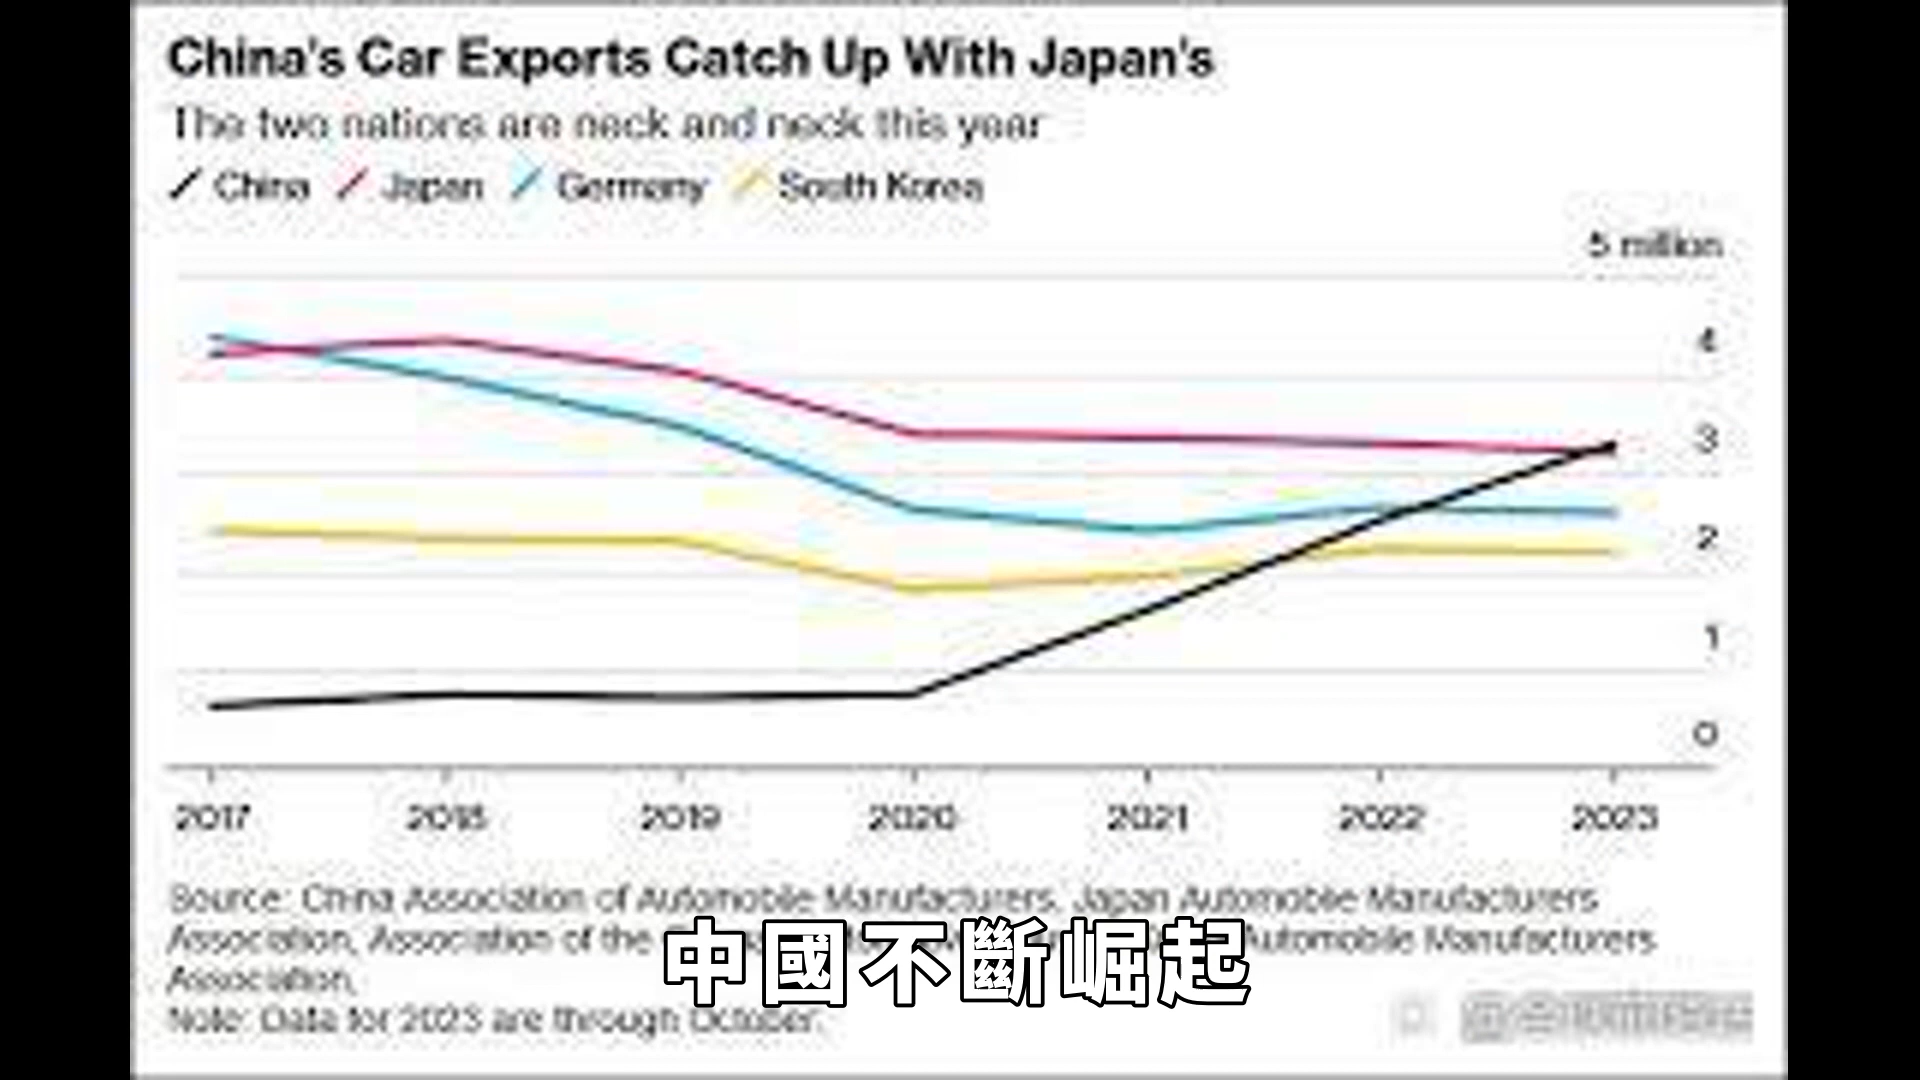 China's Car Exports Catch Up With Japan's
The two nations are neck and neck this year
China Japan Germany South Korea
5 million
4
3
2
1
0
2017 2018 2019 2020 2021 2022 2023
Source: China Association of Automobile Manufacturers, Japan Automobile Manufacturers
Association, Association of the Automobile Manufacturers
Association,
Note: Data for 2023 are through October.
中國不斷崛起